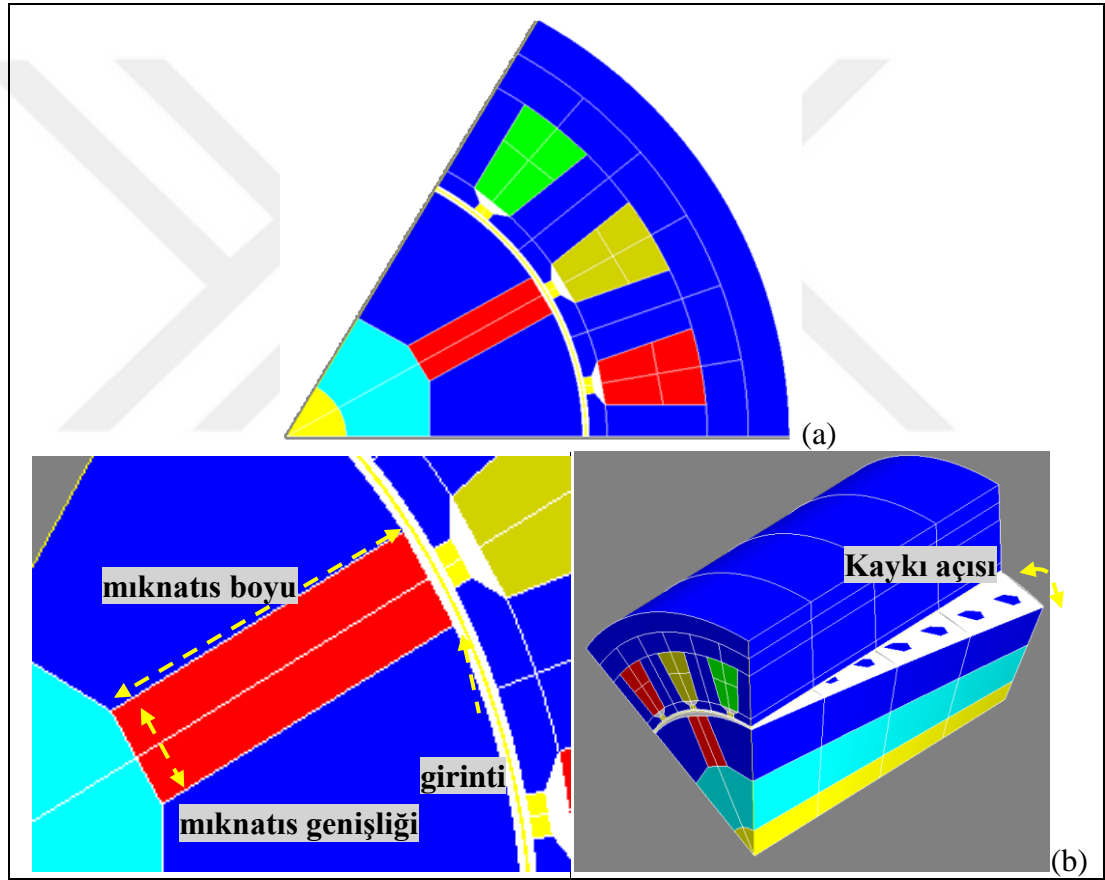 (a)
mıknatıs boyu
mıknatıs genişliği
girinti
Kaykı açısı
(b)